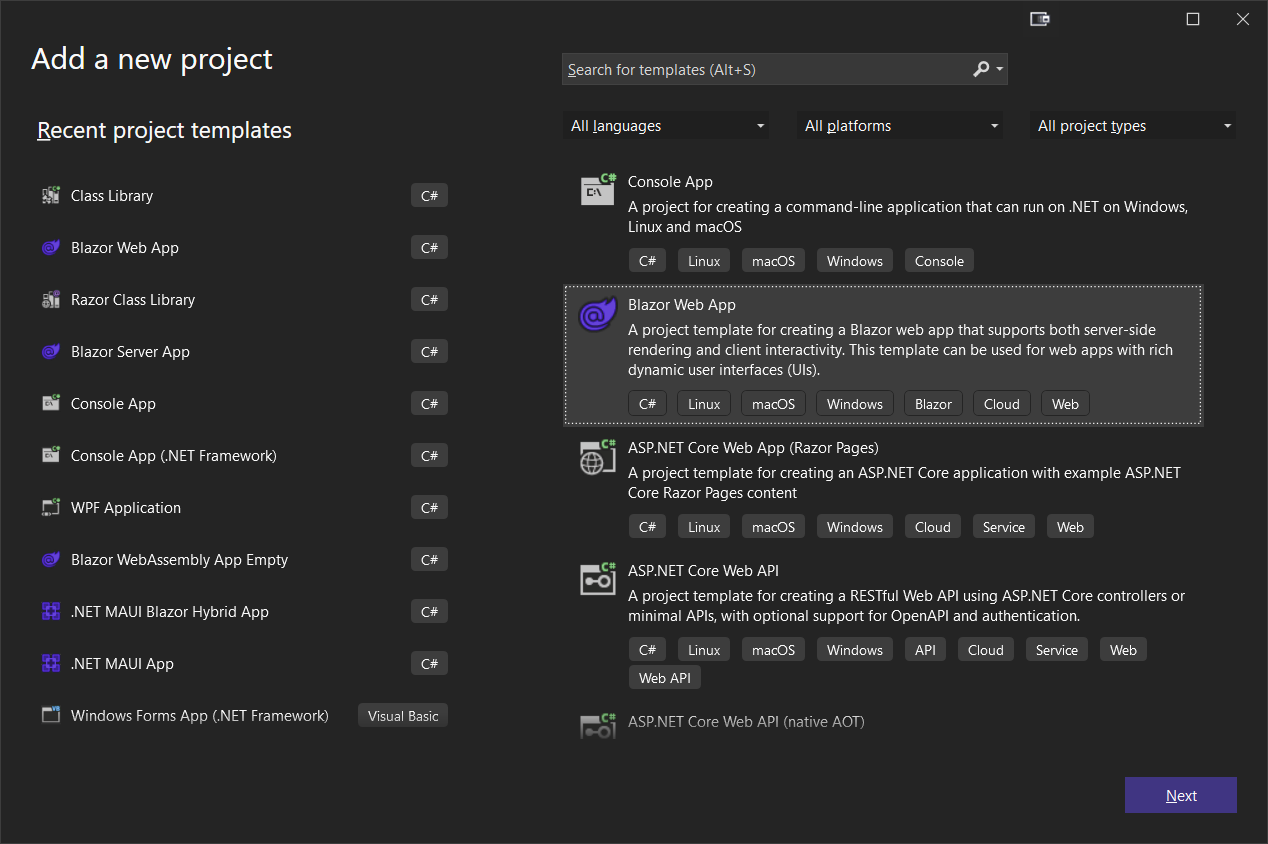 Add a new project
Search for templates (Alt+S)
Recent project templates
All languages
All platforms
All project types
Class Library C#
Blazor Web App C#
Razor Class Library C#
Blazor Server App C#
Console App C#
Console App (.NET Framework) C#
WPF Application C#
Blazor WebAssembly App Empty C#
.NET MAUI Blazor Hybrid App C#
.NET MAUI App C#
Windows Forms App (.NET Framework) Visual Basic
Console App
A project for creating a command-line application that can run on .NET on Windows,
Linux and macOS
C# Linux macOS Windows Console
Blazor Web App
A project template for creating a Blazor web app that supports both server-side
rendering and client interactivity. This template can be used for web apps with rich
dynamic user interfaces (UIs).
C# Linux macOS Windows Blazor Cloud Web
ASP.NET Core Web App (Razor Pages)
A project template for creating an ASP.NET Core application with example ASP.NET
Core Razor Pages content
C# Linux macOS Windows Cloud Service Web
ASP.NET Core Web API
A project template for creating a RESTful Web API using ASP.NET Core controllers or
minimal APIs, with optional support for OpenAPI and authentication.
C# Linux macOS Windows API Cloud Service Web
Web API
ASP.NET Core Web API (native AOT)
Next